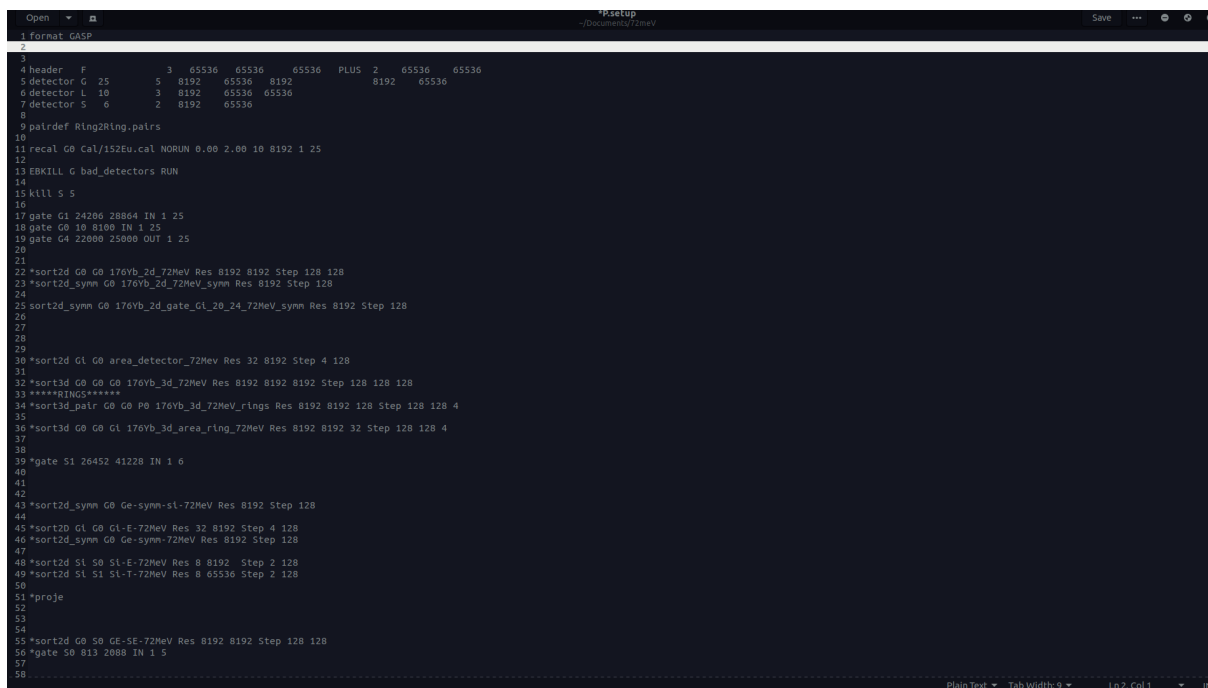 Open
*P.setup
~/Documents/72meV
Save
1 format GASP
2
3
4 header F 3 65536 65536 65536 PLUS 2 65536 65536
5 detector G 25 5 8192 65536 8192 8192 65536
6 detector L 10 3 8192 65536 65536
7 detector S 6 2 8192 65536
8
9 pairdef Ring2Ring.pairs
10
11 recal G0 Cal/152Eu.cal NORUN 0.00 2.00 10 8192 1 25
12
13 EBKILL G bad_detectors RUN
14
15 kill S 5
16
17 gate G1 24206 28864 IN 1 25
18 gate G0 10 8100 IN 1 25
19 gate G4 22000 25000 OUT 1 25
20
21
22 *sort2d G0 G0 176Yb_2d_72MeV Res 8192 8192 Step 128 128
23 *sort2d_symm G0 176Yb_2d_72MeV_symm Res 8192 Step 128
24
25 sort2d_symm G0 176Yb_2d_gate_Gi_20_24_72MeV_symm Res 8192 Step 128
26
27
28
29
30 *sort2d Gi G0 area_detector_72Mev Res 32 8192 Step 4 128
31
32 *sort3d G0 G0 G0 176Yb_3d_72MeV Res 8192 8192 8192 Step 128 128 128
33 *****RINGS******
34 *sort3d_pair G0 G0 P0 176Yb_3d_72MeV_rings Res 8192 8192 128 Step 128 128 4
35
36 *sort3d G0 G0 Gi 176Yb_3d_area_ring_72MeV Res 8192 8192 32 Step 128 128 4
37
38
39 *gate S1 26452 41228 IN 1 6
40
41
42
43 *sort2d_symm G0 Ge-symm-si-72MeV Res 8192 Step 128
44
45 *sort2D Gi G0 Gi-E-72MeV Res 32 8192 Step 4 128
46 *sort2d_symm G0 Ge-symm-72MeV Res 8192 Step 128
47
48 *sort2d Si S0 Si-E-72MeV Res 8 8192 Step 2 128
49 *sort2d Si S1 Si-T-72MeV Res 8 65536 Step 2 128
50
51 *proje
52
53
54
55 *sort2d G0 S0 GE-SE-72MeV Res 8192 8192 Step 128 128
56 *gate S0 813 2088 IN 1 5
57
58
Plain Text Tab Width: 9 Ln 2, Col 1